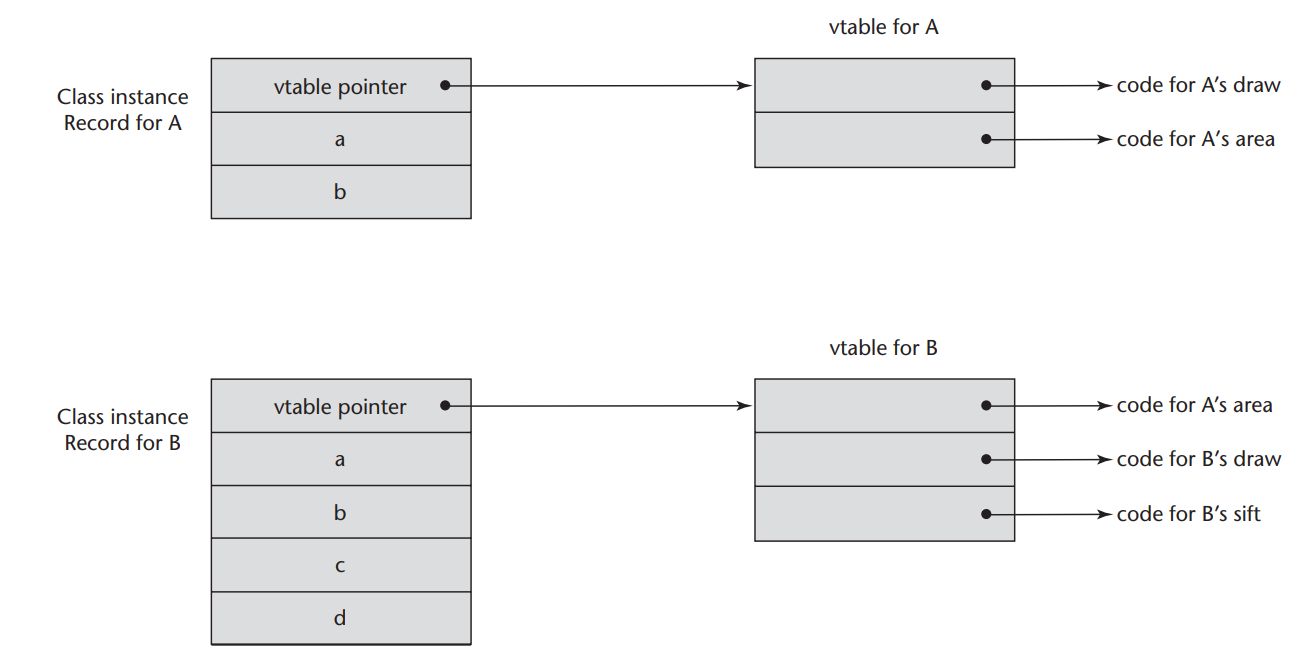 vtable for A
Class instance
Record for A
vtable pointer
a
b
code for A's draw
code for A's area
vtable for B
Class instance
Record for B
vtable pointer
a
b
c
d
code for A's area
code for B's draw
code for B's sift